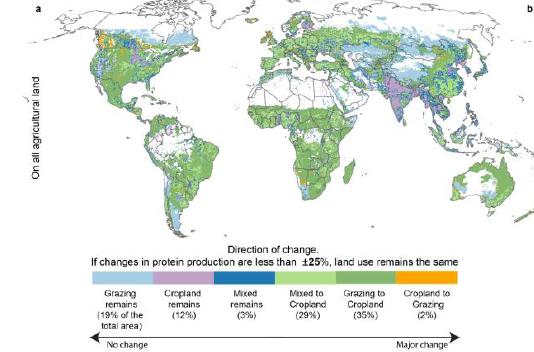 a
b
On all agricultural land
Direction of change.
If changes in protein production are less than ±25%, land use remains the same
Grazing remains (19% of the total area)
Cropland remains (12%)
Mixed remains (3%)
Mixed to Cropland (29%)
Grazing to Cropland (35%)
Cropland to Grazing (2%)
No change
Major change